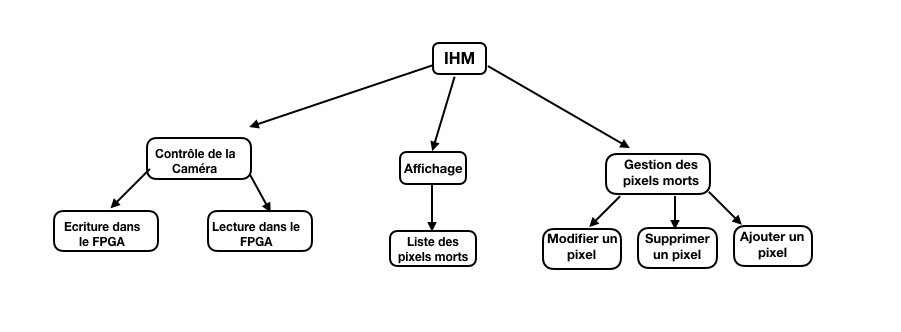 IHM
Contrôle de la
Caméra
Affichage
Gestion des
pixels morts
Ecriture dans
le FPGA
Lecture dans le
FPGA
Liste des
pixels morts
Modifier un
pixel
Supprimer
un pixel
Ajouter un
pixel